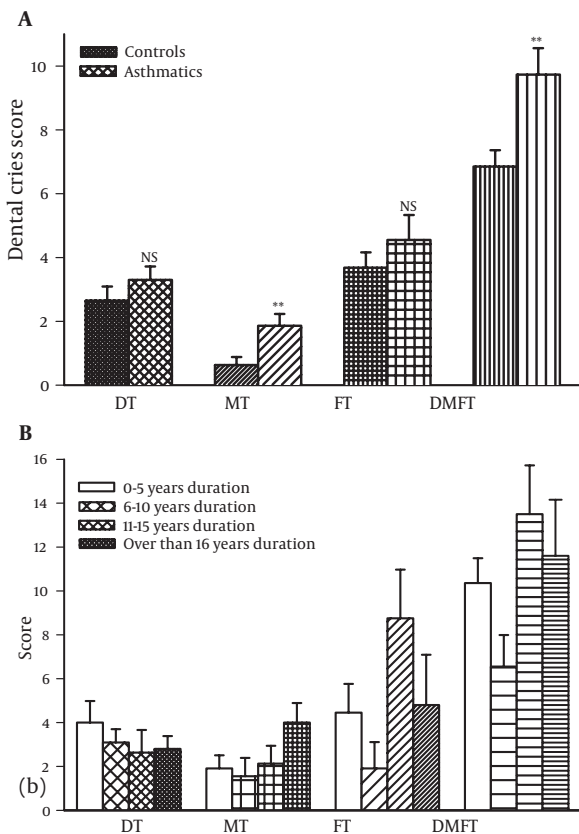 A
Controls
Asthmatics
Dental cries score
10
8
6
4
2
0
NS
**
NS
**
DT MT FT DMFT
B
0-5 years duration
6-10 years duration
11-15 years duration
Over than 16 years duration
Score
16
14
12
10
8
6
4
2
0
(b)
DT MT FT DMFT